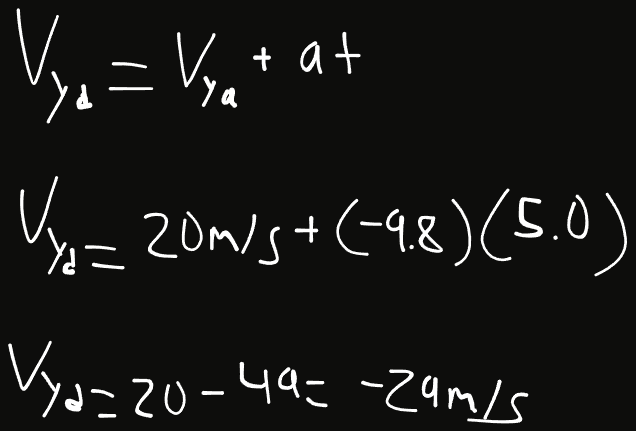 Vyd = Vya + at
Vyd = 20m/s + (-9.8)(5.0)
Vyd = 20 - 49 = -29m/s